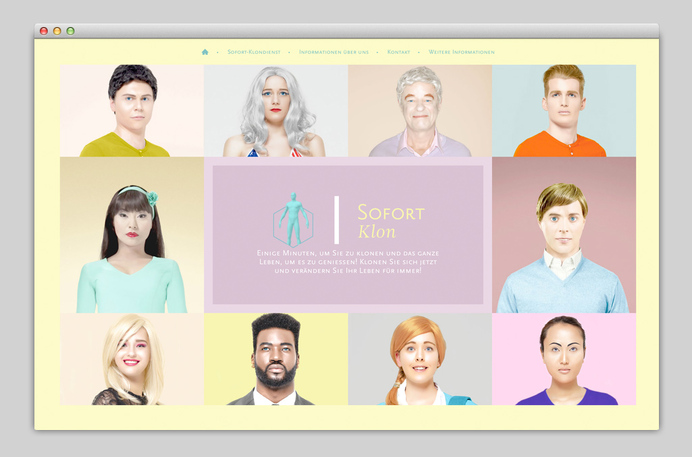 Sofort-Klondienst • Informationen über uns • Kontakt • Weitere Informationen
Sofort
Klon
Einige Minuten, um Sie zu klonen und das ganze
Leben, um es zu geniessen! Klonen Sie sich jetzt
und verändern Sie Ihr Leben für immer!